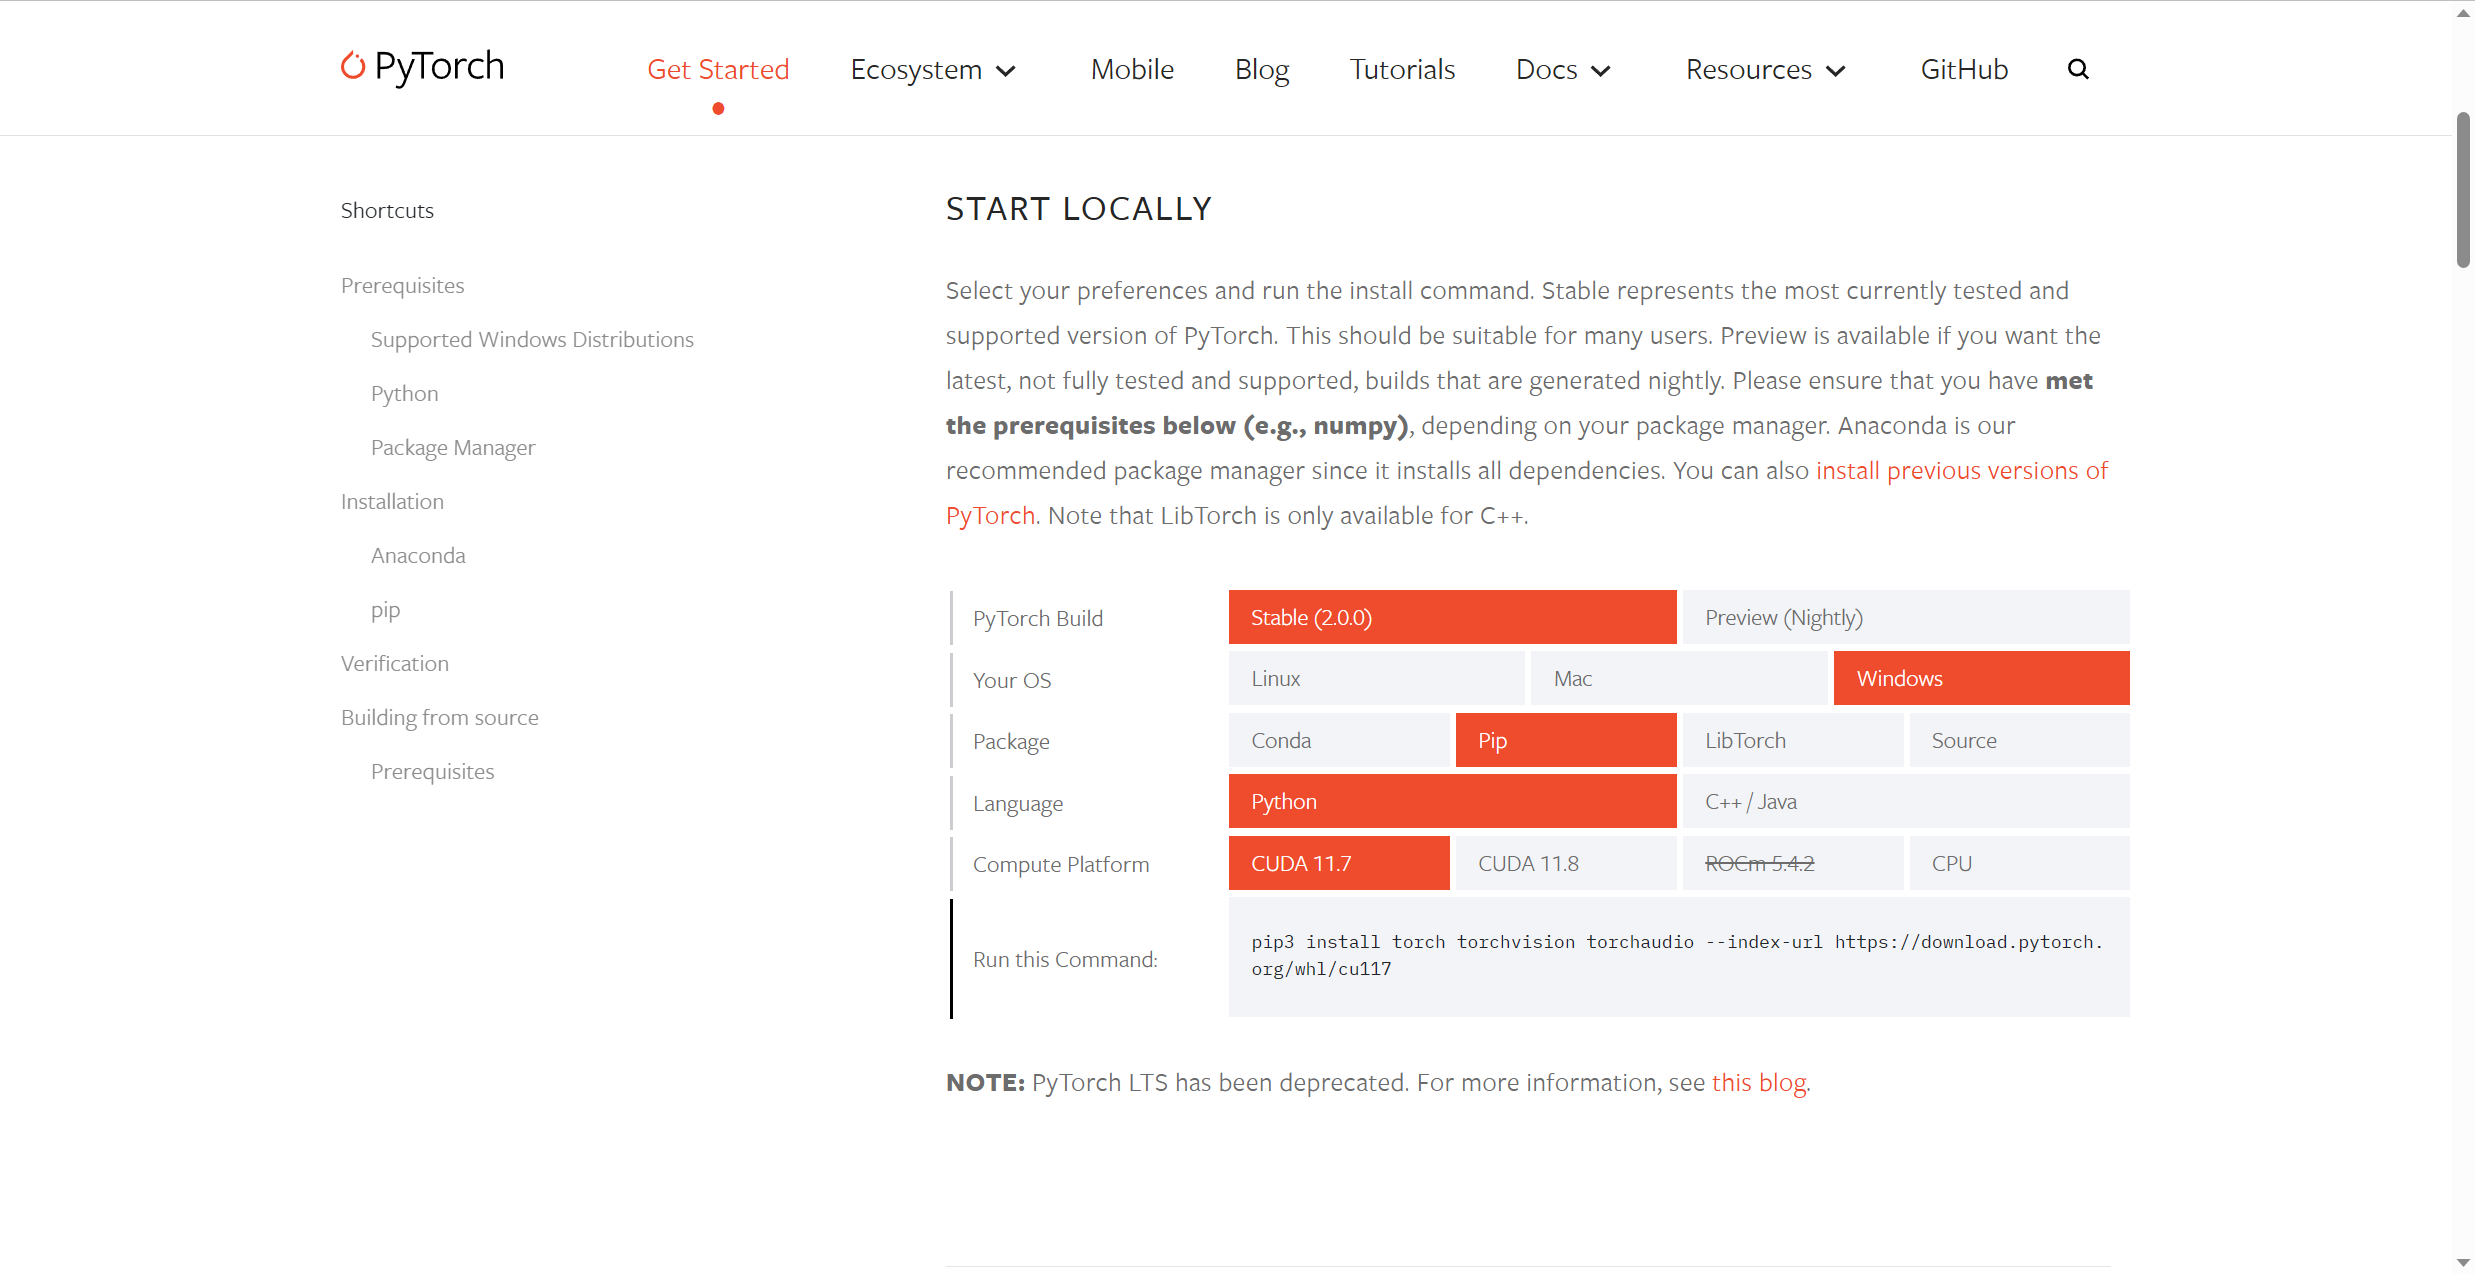 PyTorch
Get Started
Ecosystem
Mobile
Blog
Tutorials
Docs
Resources
GitHub
Shortcuts
Prerequisites
Supported Windows Distributions
Python
Package Manager
Installation
Anaconda
pip
Verification
Building from source
Prerequisites
START LOCALLY
Select your preferences and run the install command. Stable represents the most currently tested and
supported version of PyTorch. This should be suitable for many users. Preview is available if you want the
latest, not fully tested and supported, builds that are generated nightly. Please ensure that you have met
the prerequisites below (e.g., numpy), depending on your package manager. Anaconda is our
recommended package manager since it installs all dependencies. You can also install previous versions of
PyTorch. Note that LibTorch is only available for C++.
PyTorch Build
Stable (2.0.0)
Preview (Nightly)
Your OS
Linux
Mac
Windows
Package
Conda
Pip
LibTorch
Source
Language
Python
C++ / Java
Compute Platform
CUDA 11.7
CUDA 11.8
ROCm 5.4.2
CPU
Run this Command:
pip3 install torch torchvision torchaudio --index-url https://download.pytorch.
org/whl/cu117
NOTE: PyTorch LTS has been deprecated. For more information, see this blog.